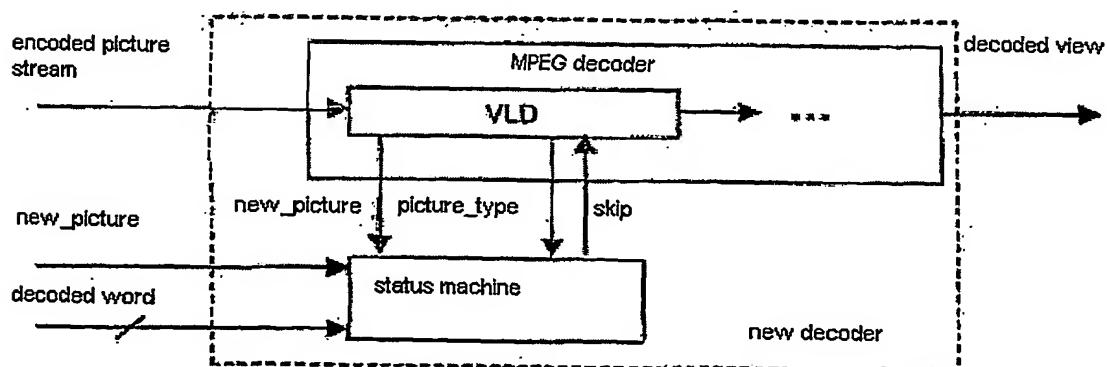 encoded picture
stream
MPEG decoder
decoded view
VLD
new_picture
picture_type
skip
new_picture
decoded word
status machine
new decoder